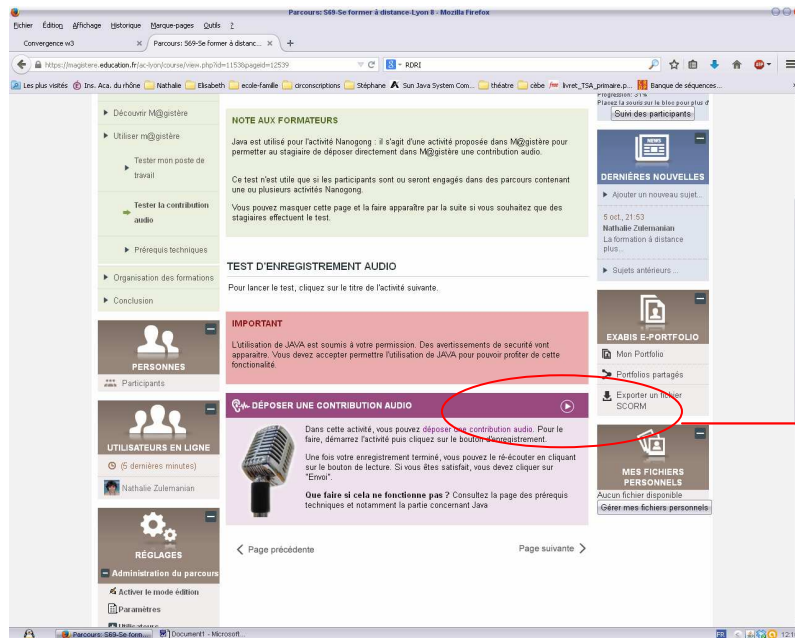 Parcours: S69-Se former à distance-Lyon 8 - Mozilla Firefox
Fichier Édition Affichage Historique Marque-pages Outils ?
Convergence w3
Parcours: S69-Se former à distanc...
https://magistere.education.fr/ac-lyon/course/view.php?id=1153&pageid=12539
RDRI
Les plus visités Ins. Aca. du rhône Nathalie Elisabeth ecole-famille circonscriptions Stéphane Sun Java System Com... théatre cèbe livret_TSA_primaire.p... Banque de séquences...
Découvrir M@gistère
Utiliser m@gistère
Tester mon poste de
travail
Tester la contribution
audio
Prérequis techniques
Organisation des formations
Conclusion
PERSONNES
Participants
UTILISATEURS EN LIGNE
(5 dernières minutes)
Nathalie Zulemanian
RÉGLAGES
Administration du parcours
Activer le mode édition
Paramètres
Utilisateurs
NOTE AUX FORMATEURS
Java est utilisé pour l'activité Nanogong : il s'agit d'une activité proposée dans M@gistère pour
permettre au stagiaire de déposer directement dans M@gistère une contribution audio.
Ce test n'est utile que si les participants sont ou seront engagés dans des parcours contenant
une ou plusieurs activités Nanogong.
Vous pouvez masquer cette page et la faire apparaître par la suite si vous souhaitez que des
stagiaires effectuent le test.
TEST D'ENREGISTREMENT AUDIO
Pour lancer le test, cliquez sur le titre de l'activité suivante.
IMPORTANT
L'utilisation de JAVA est soumis à votre permission. Des avertissements de securité vont
apparaitre. Vous devez accepter permettre l'utilisation de JAVA pour pouvoir profiter de cette
fonctionalité.
DÉPOSER UNE CONTRIBUTION AUDIO
Dans cette activité, vous pouvez déposer une contribution audio. Pour le
faire, démarrez l'activité puis cliquez sur le bouton d'enregistrement.
Une fois votre enregistrement terminé, vous pouvez le ré-écouter en cliquant
sur le bouton de lecture. Si vous êtes satisfait, vous devez cliquer sur
"Envoi".
Que faire si cela ne fonctionne pas ? Consultez la page des prérequis
techniques et notamment la partie concernant Java
Page précédente
Page suivante
Progression: 31%
Placez la souris sur le bloc pour plus d'
Suivi des participants
NEWS
DERNIÈRES NOUVELLES
Ajouter un nouveau sujet...
5 oct., 21:53
Nathalie Zulemanian
La formation à distance
plus...
Sujets antérieurs ...
EXABIS E-PORTFOLIO
Mon Portfolio
Portfolios partagés
Exporter un fichier
SCORM
MES FICHIERS
PERSONNELS
Aucun fichier disponible
Gérer mes fichiers personnels
Parcours: S69-Se form... Document1 - Microsoft...
FR